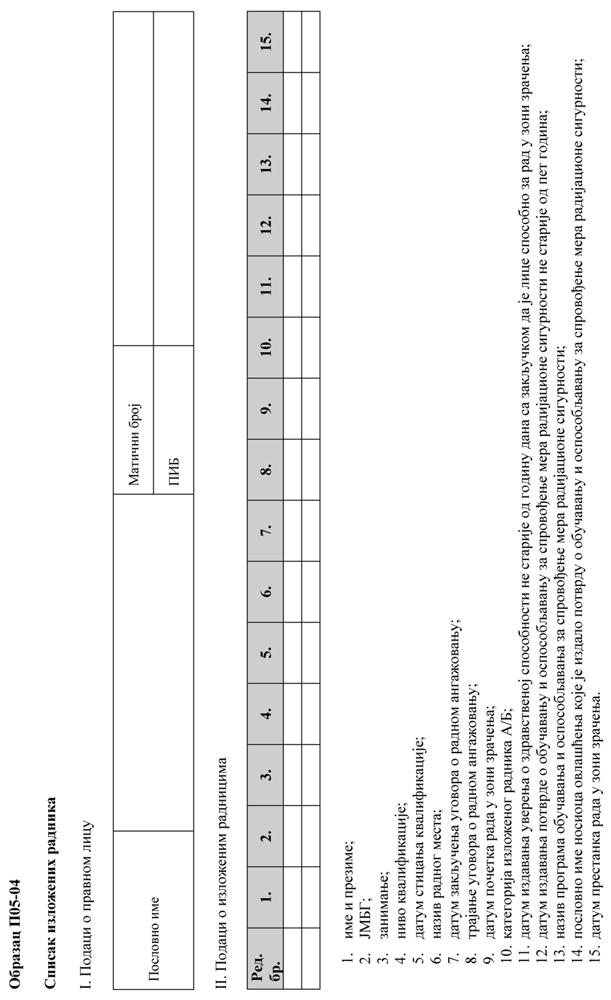 Образац П05-04
Списак изложених радника
I. Подаци о правном лицу
Пословно име
Матични број
ПИБ
II. Подаци о изложеним радницима
Ред. бр. 1. 2. 3. 4. 5. 6. 7. 8. 9. 10. 11. 12. 13. 14. 15.
1. име и презиме;
2. ЈМБГ;
3. занимање;
4. ниво квалификације;
5. датум стицања квалификације;
6. назив радног места;
7. датум закључења уговора о радном ангажовању;
8. трајање уговора о радном ангажовању;
9. датум почетка рада у зони зрачења;
10. категорија изложеног радника А/Б;
11. датум издавања уверења о здравственој способности не старије од годину дана са закључком да је лице способно за рад у зони зрачења;
12. датум издавања потврде о обучавању и оспособљавању за спровођење мера радијационе сигурности не старије од пет година;
13. назив програма обучавања и оспособљавања за спровођење мера радијационе сигурности;
14. пословно име носиоца овлашћења које је издало потврду о обучавању и оспособљавању за спровођење мера радијационе сигурности;
15. датум престанка рада у зони зрачења.